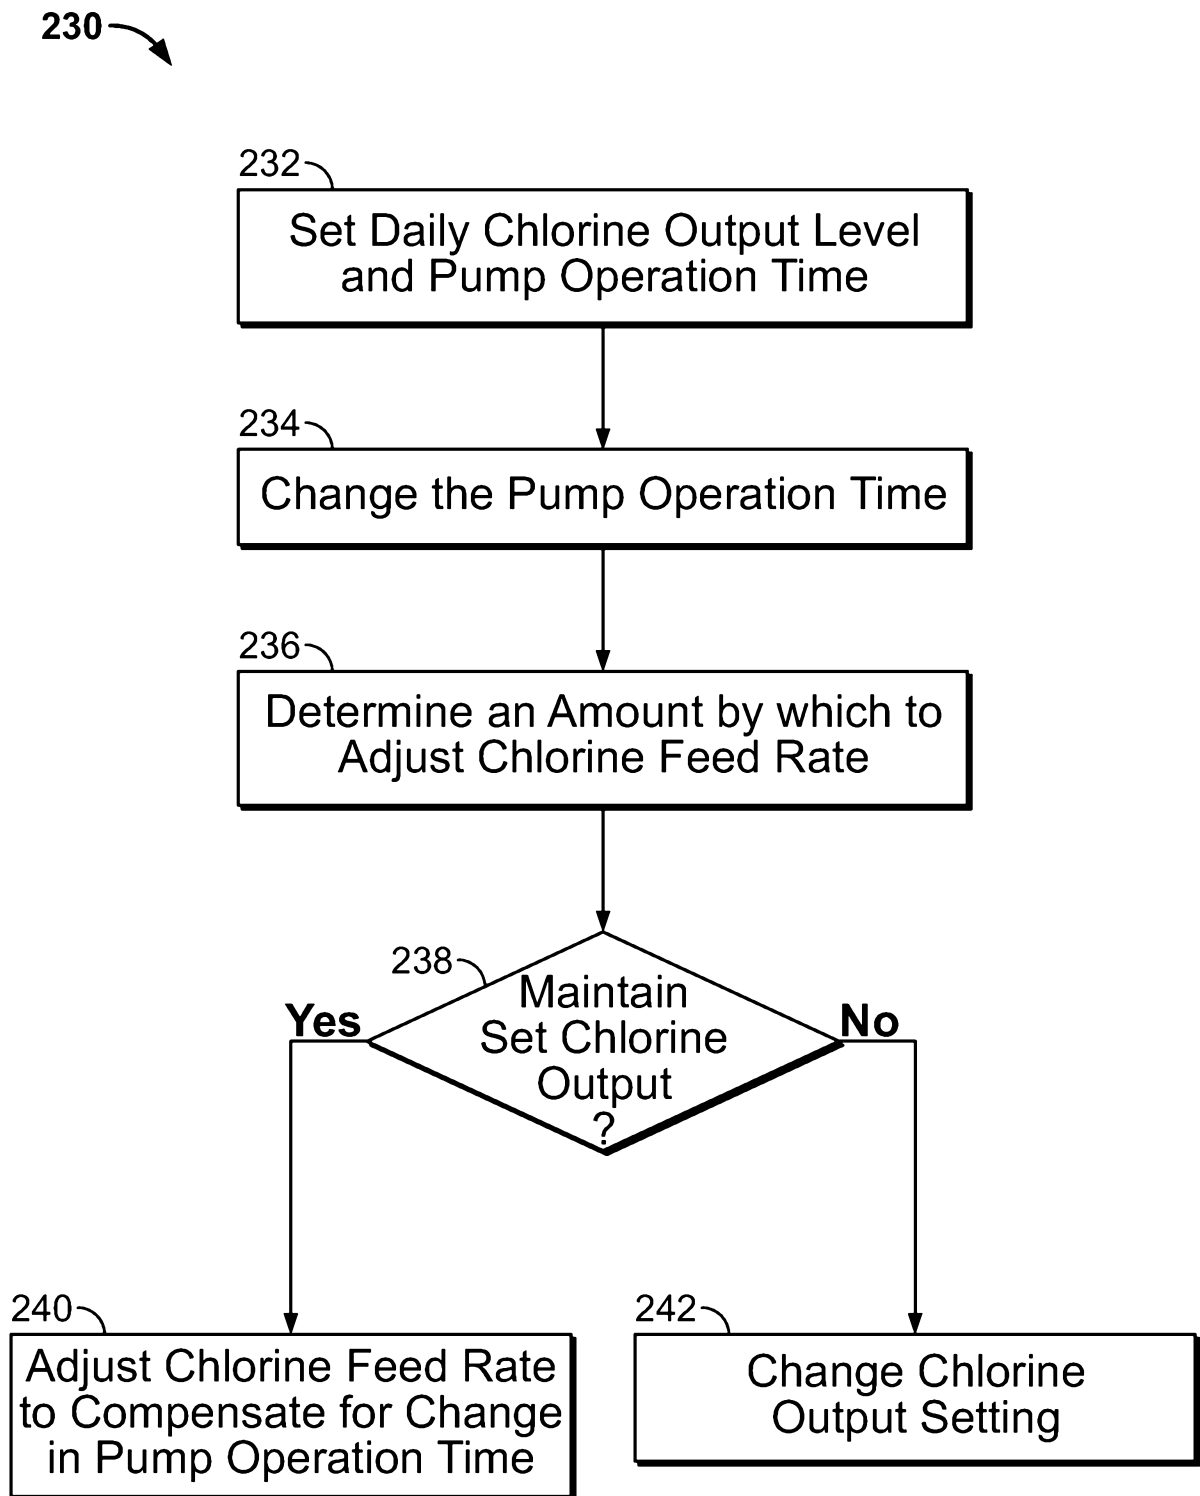 230
232
Set Daily Chlorine Output Level
and Pump Operation Time
234
Change the Pump Operation Time
236
Determine an Amount by which to
Adjust Chlorine Feed Rate
238
Maintain
Set Chlorine
Output
?
Yes
No
240
Adjust Chlorine Feed Rate
to Compensate for Change
in Pump Operation Time
242
Change Chlorine
Output Setting